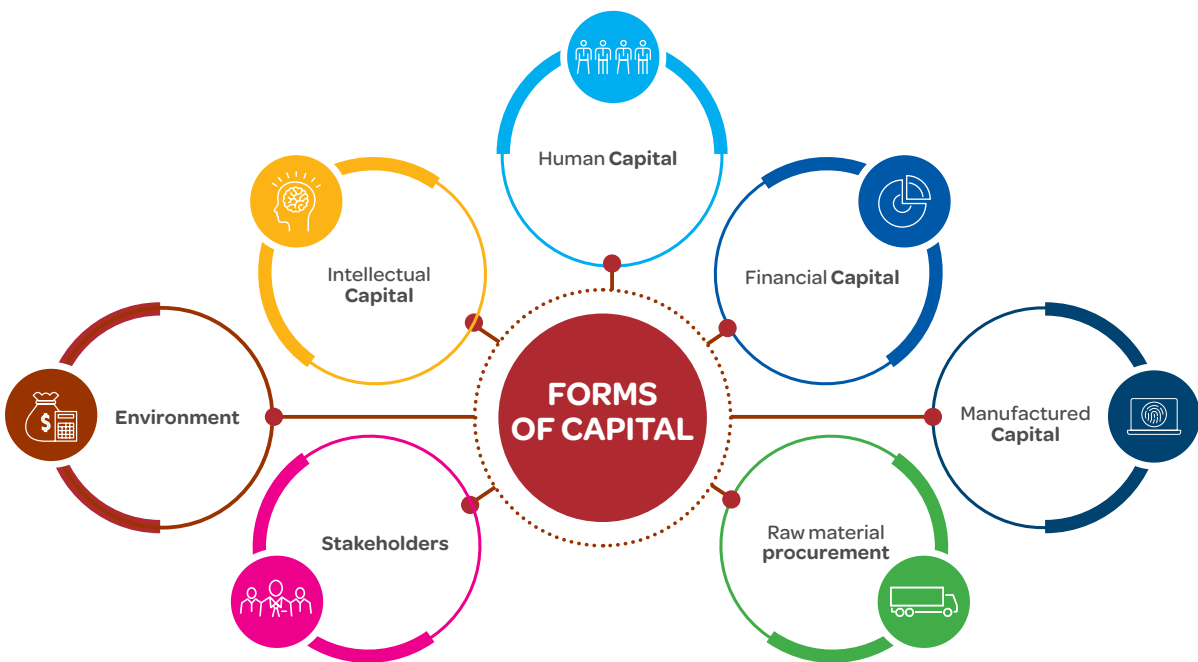 Human Capital
Intellectual
Capital
Financial Capital
FORMS
OF CAPITAL
Environment
Manufactured
Capital
Stakeholders
Raw material
procurement
$